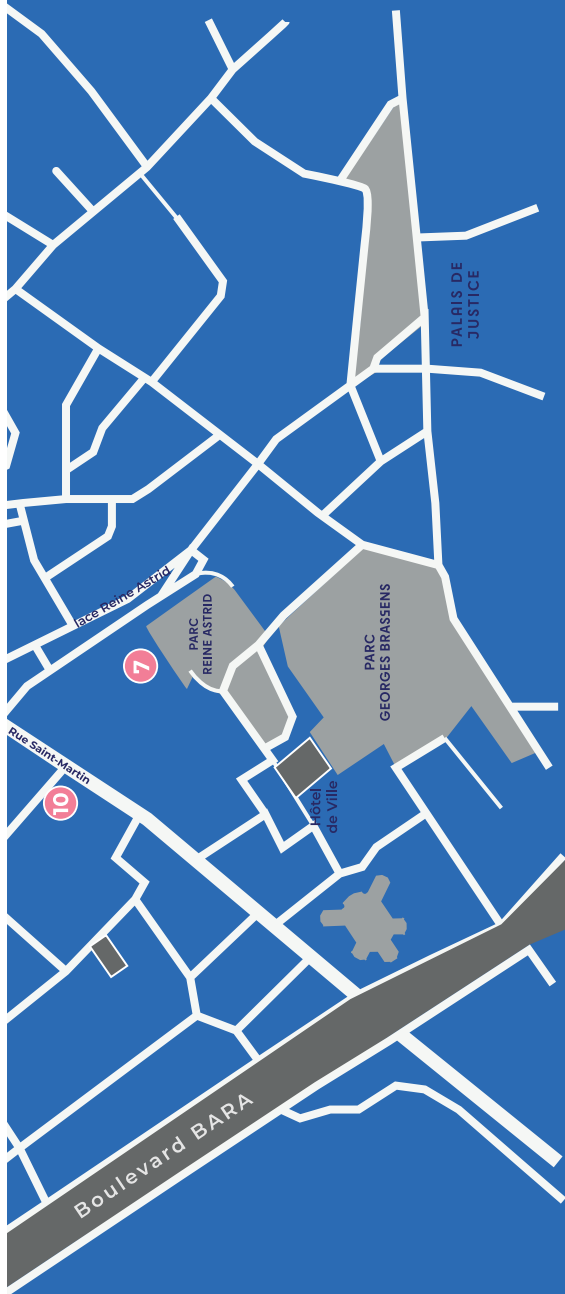 PALAIS DE
JUSTICE
lace Reine Astrid
PARC
REINE ASTRID
PARC
GEORGES BRASSENS
7
Rue Saint-Martin
10
Hôtel
de Ville
Boulevard BARA